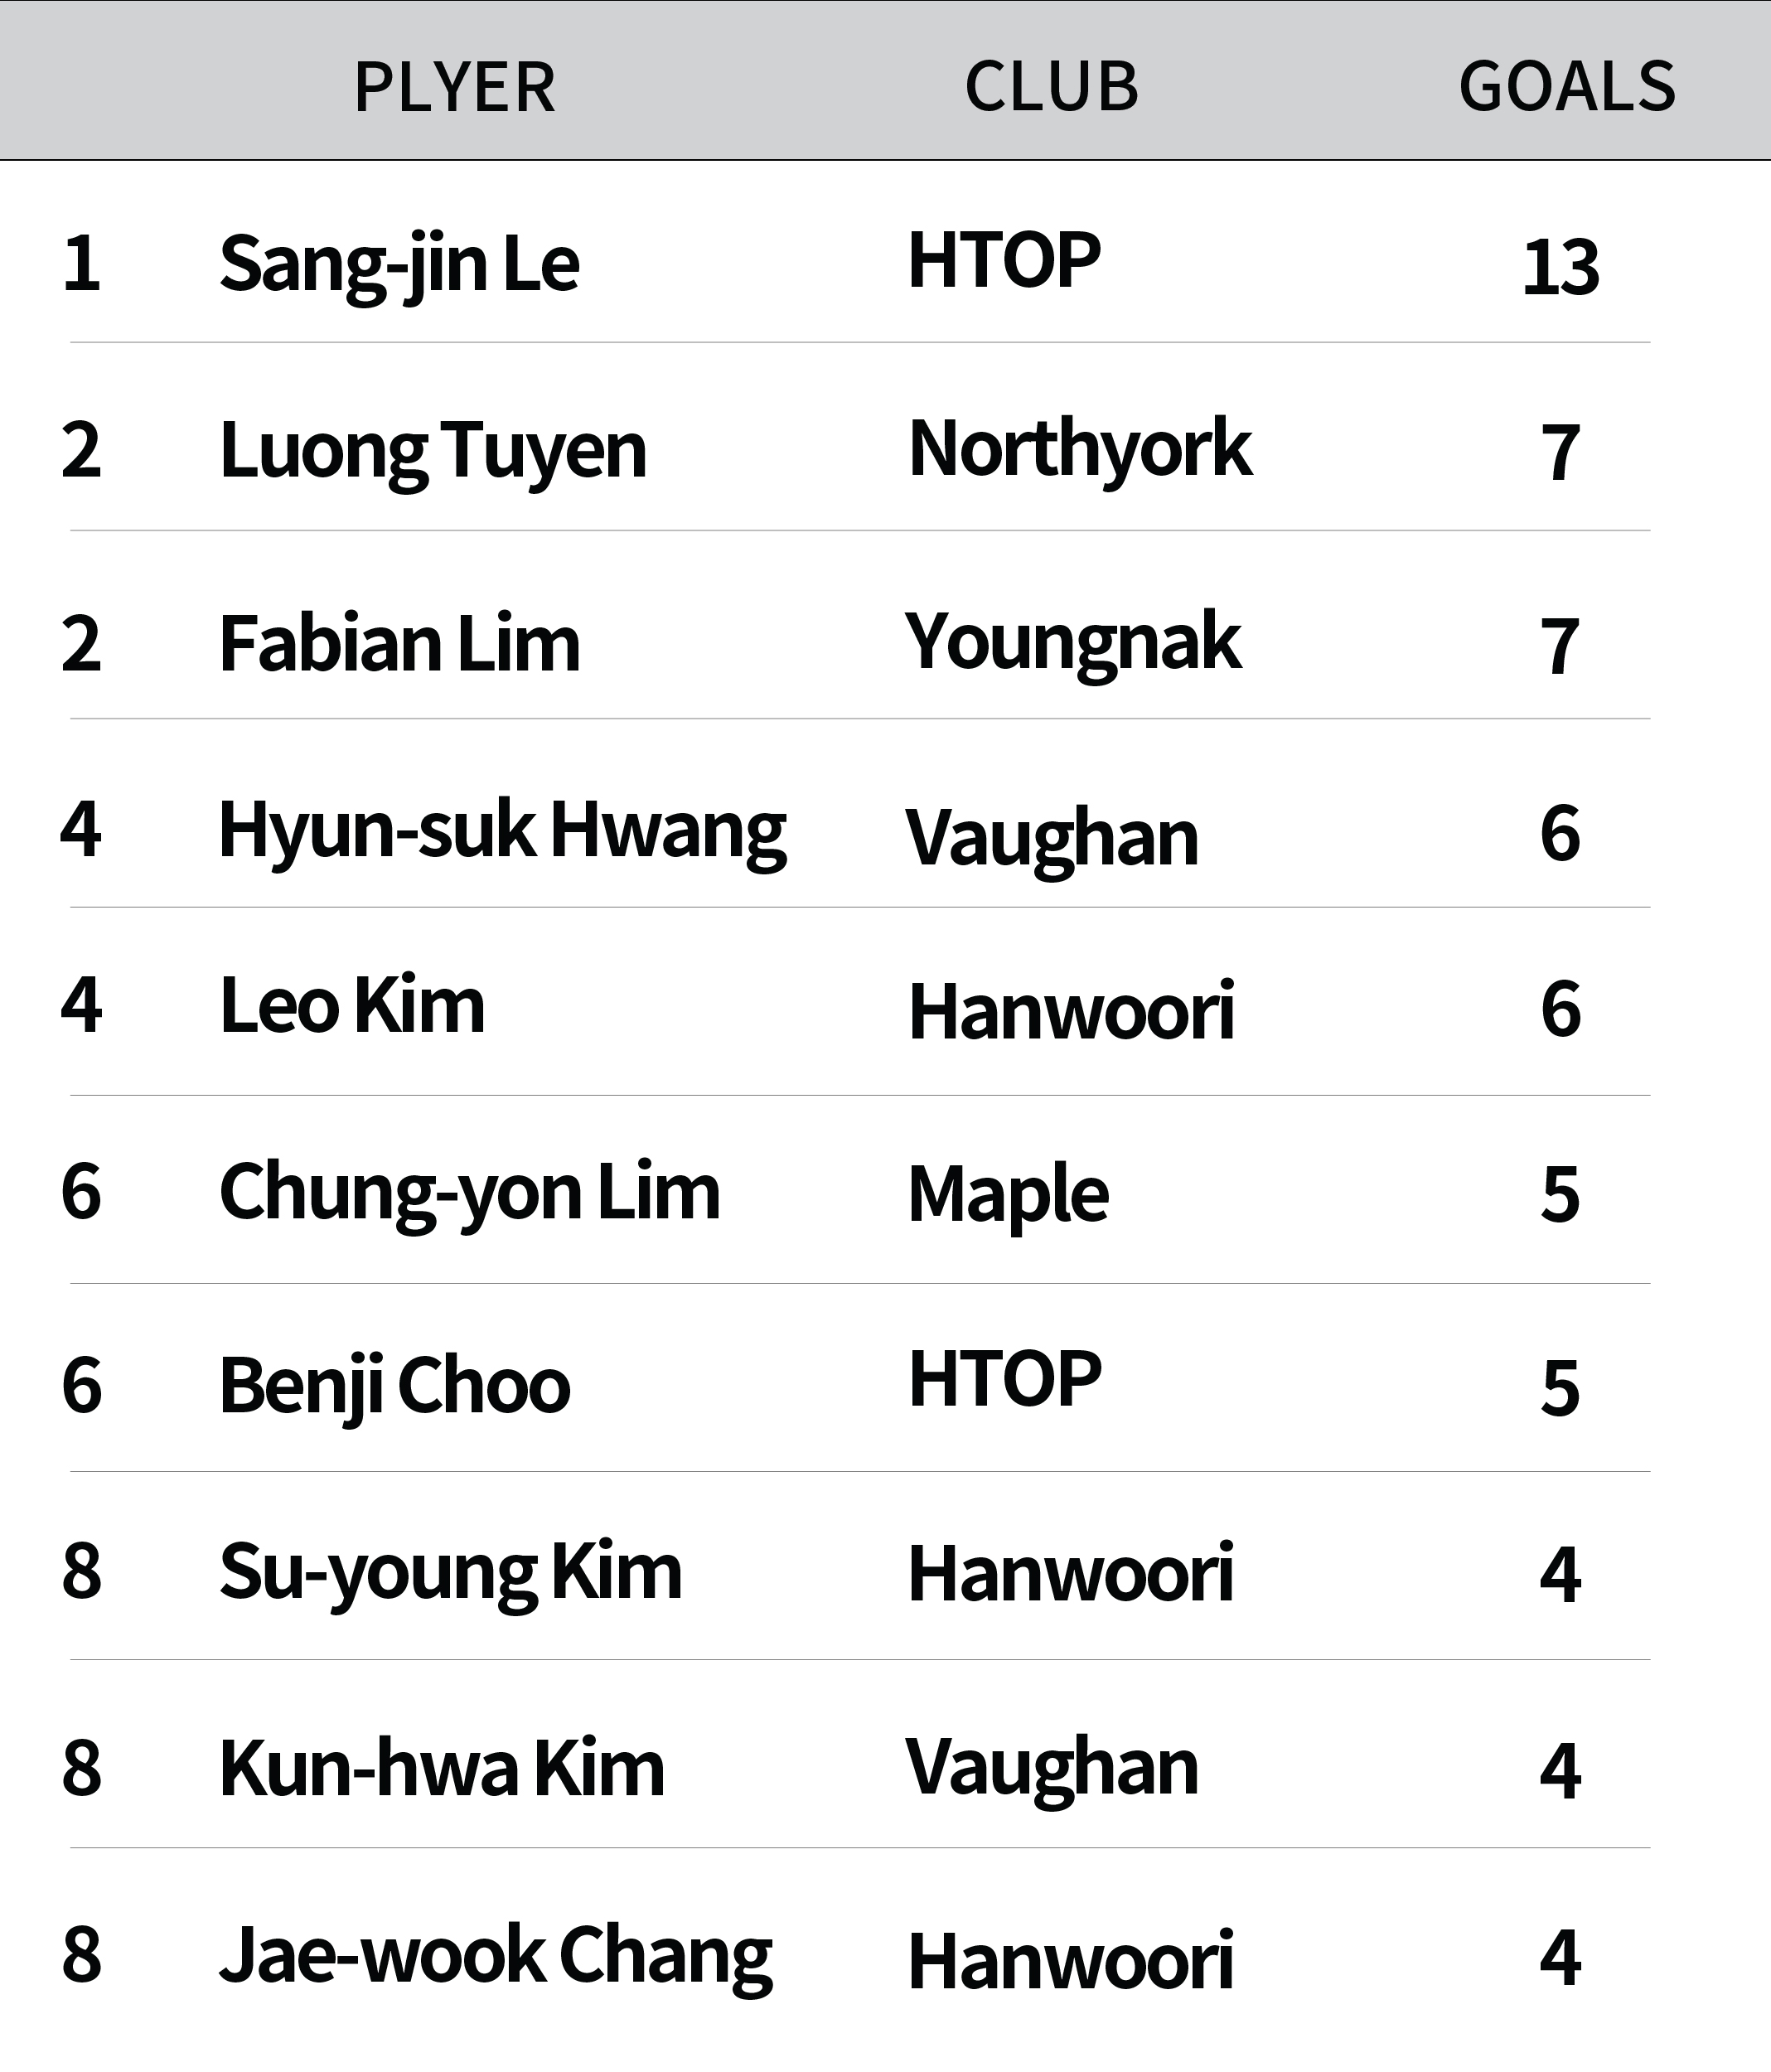 PLYER CLUB GOALS
1 Sang-jin Le HTOP 13
2 Luong Tuyen Northyork 7
2 Fabian Lim Youngnak 7
4 Hyun-suk Hwang Vaughan 6
4 Leo Kim Hanwoori 6
6 Chung-yon Lim Maple 5
6 Benji Choo HTOP 5
8 Su-young Kim Hanwoori 4
8 Kun-hwa Kim Vaughan 4
8 Jae-wook Chang Hanwoori 4